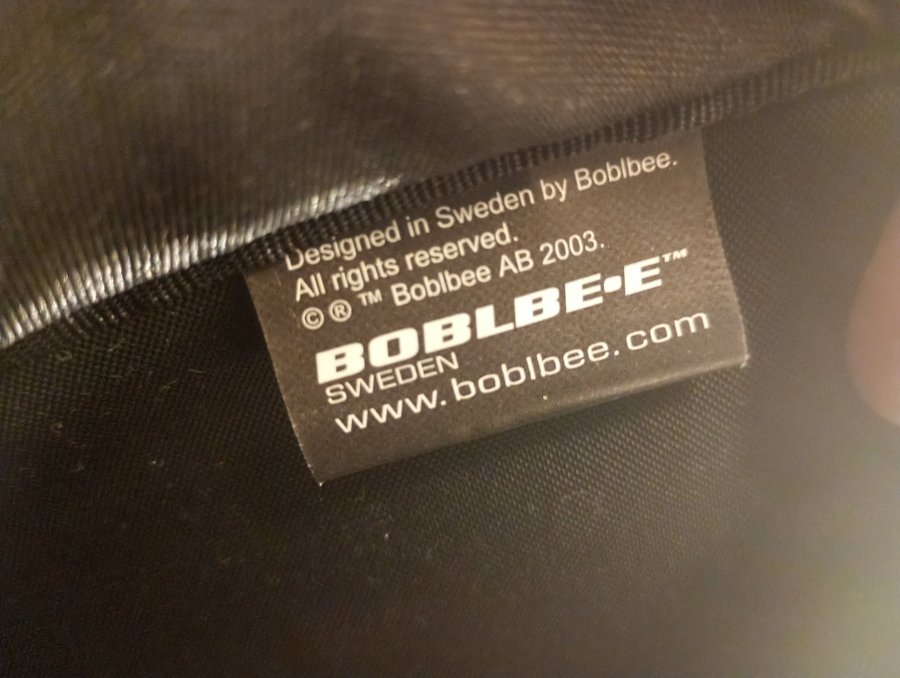 Designed in Sweden by Boblbee.
All rights reserved.
© ® ™ Boblbee AB 2003.
BOBLBE•E™
SWEDEN
www.boblbee.com